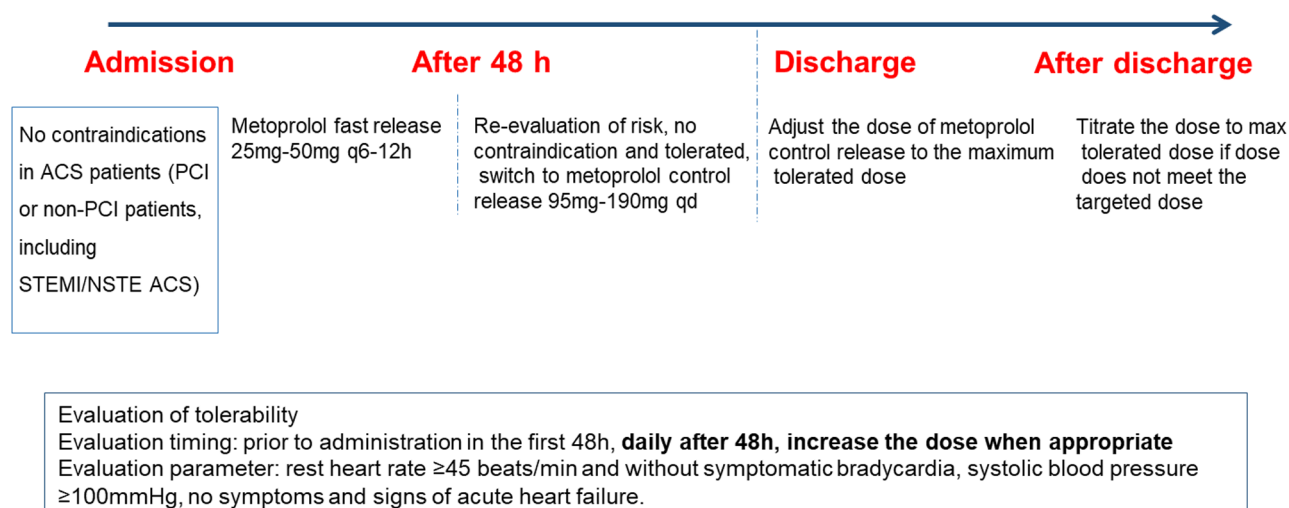 Admission
After 48 h
Discharge
After discharge
No contraindications
in ACS patients (PCI
or non-PCI patients,
including
STEMI/NSTE ACS)
Metoprolol fast release
25mg-50mg q6-12h
Re-evaluation of risk, no
contraindication and tolerated,
switch to metoprolol control
release 95mg-190mg qd
Adjust the dose of metoprolol
control release to the maximum
tolerated dose
Titrate the dose to max
tolerated dose if dose
does not meet the
targeted dose
Evaluation of tolerability
Evaluation timing: prior to administration in the first 48h, daily after 48h, increase the dose when appropriate
Evaluation parameter: rest heart rate ≥45 beats/min and without symptomatic bradycardia, systolic blood pressure
≥100mmHg, no symptoms and signs of acute heart failure.